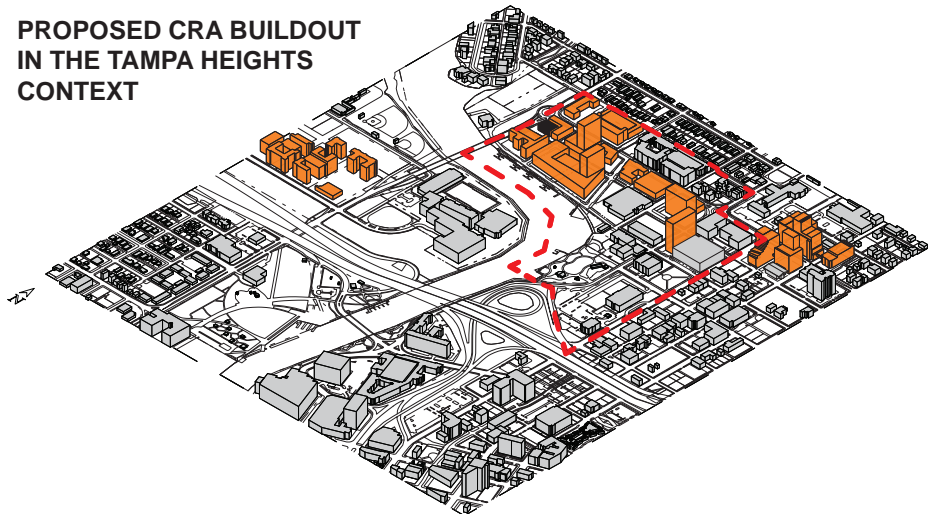 PROPOSED CRA BUILDOUT
IN THE TAMPA HEIGHTS
CONTEXT